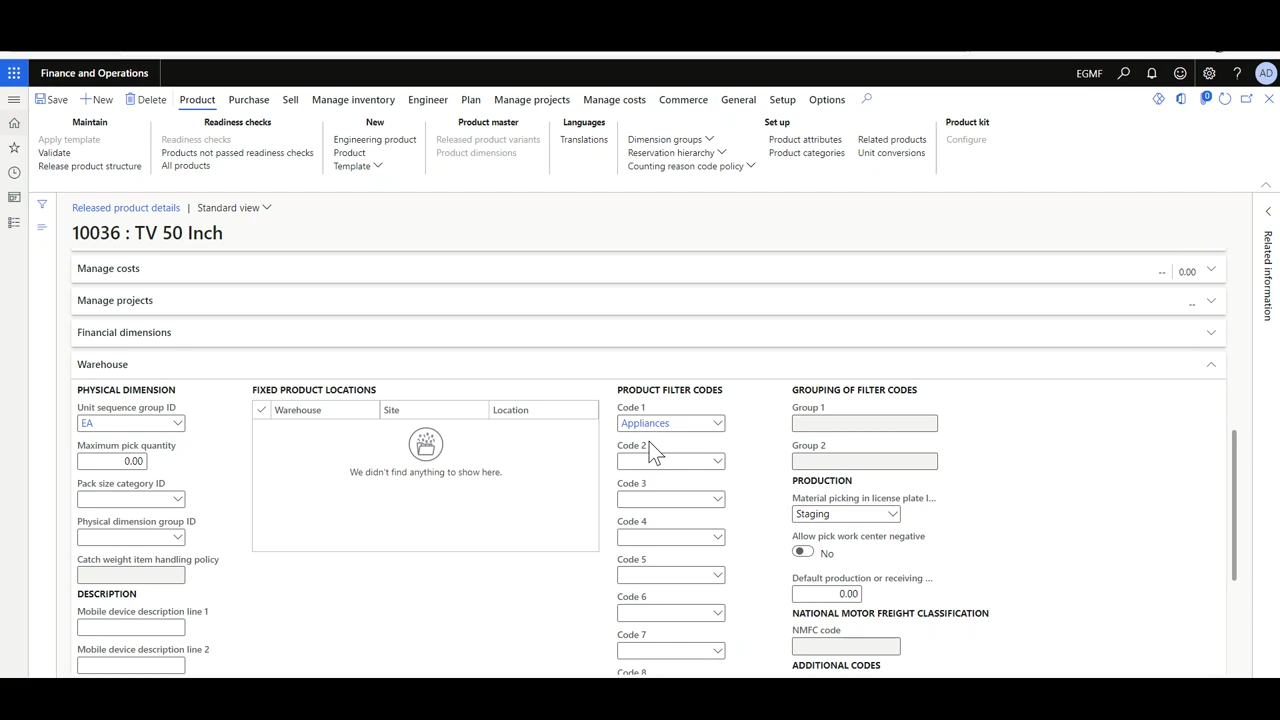 Finance and Operations
EGMF
AD
Save
New
Delete
Product
Purchase
Sell
Manage inventory
Engineer
Plan
Manage projects
Manage costs
Commerce
General
Setup
Options
0
Maintain
Apply template
Validate
Release product structure
Readiness checks
Readiness checks
Products not passed readiness checks
All products
New
Engineering product
Product
Template
Product master
Released product variants
Product dimensions
Languages
Translations
Set up
Dimension groups
Reservation hierarchy
Counting reason code policy
Product attributes
Product categories
Related products
Unit conversions
Product kit
Configure
Released product details | Standard view
10036 : TV 50 Inch
Related information
Manage costs
-- 0.00
Manage projects
--
Financial dimensions
Warehouse
PHYSICAL DIMENSION
Unit sequence group ID
EA
Maximum pick quantity
0.00
Pack size category ID
Physical dimension group ID
Catch weight item handling policy
DESCRIPTION
Mobile device description line 1
Mobile device description line 2
FIXED PRODUCT LOCATIONS
Warehouse
Site
Location
We didn't find anything to show here.
PRODUCT FILTER CODES
Code 1
Appliances
Code 2
Code 3
Code 4
Code 5
Code 6
Code 7
Code 8
GROUPING OF FILTER CODES
Group 1
Group 2
PRODUCTION
Material picking in license plate l...
Staging
Allow pick work center negative
No
Default production or receiving ...
0.00
NATIONAL MOTOR FREIGHT CLASSIFICATION
NMFC code
ADDITIONAL CODES